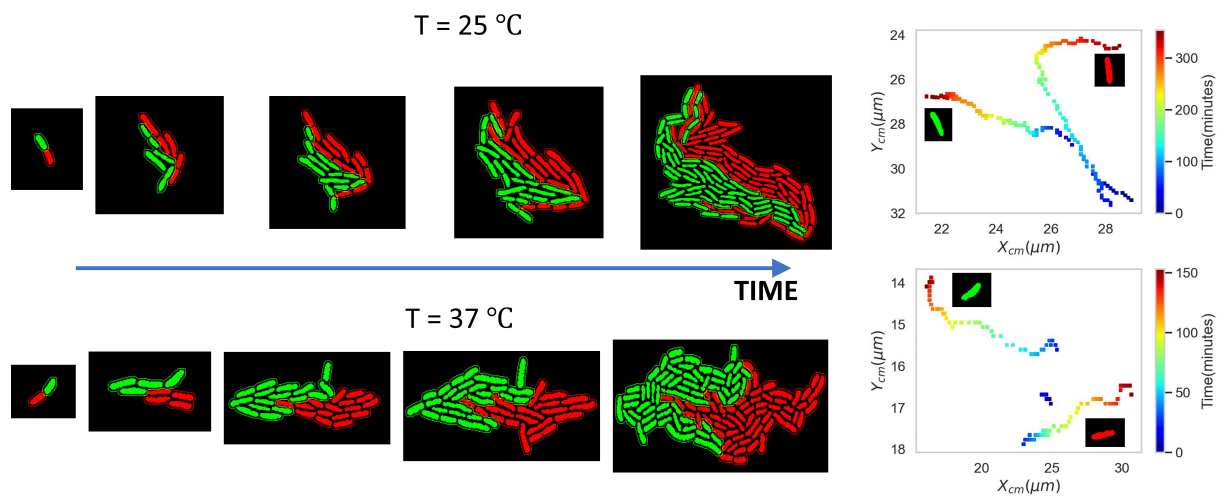 T = 25 ℃
TIME
T = 37 ℃
24
26
28
30
32
Y_cm(μm)
22
24
26
28
X_cm(μm)
300
200
100
0
Time(minutes)
14
15
16
17
18
Y_cm(μm)
20
25
30
X_cm(μm)
150
100
50
0
Time(minutes)